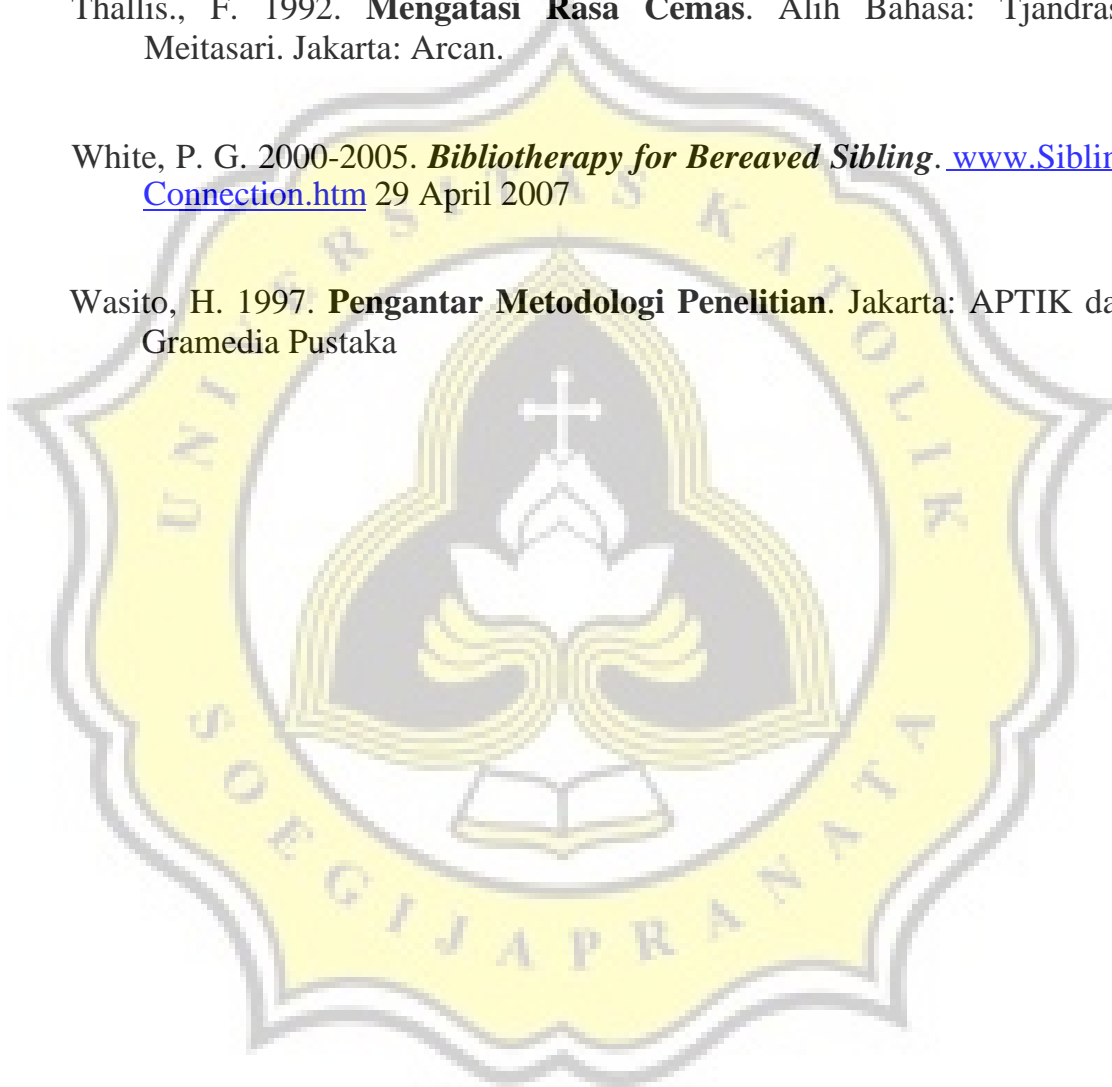 Thallis., F. 1992. Mengatasi Rasa Cemas. Alih Bahasa: Tjandras
Meitasari. Jakarta: Arcan.
White, P. G. 2000-2005. Bibliotherapy for Bereaved Sibling. www.Siblin
Connection.htm 29 April 2007
Wasito, H. 1997. Pengantar Metodologi Penelitian. Jakarta: APTIK da
Gramedia Pustaka
UNIVERSITAS KATOLIK
SOEGIJAPRANATA